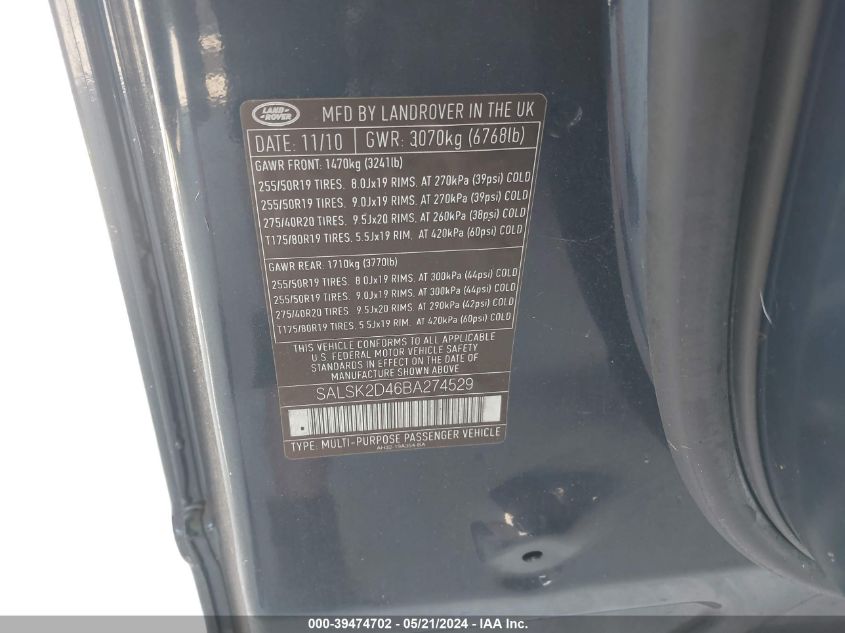 LAND ROVER
MFD BY LANDROVER IN THE UK
DATE: 11/10 GWR: 3070kg (6768lb)
GAWR FRONT: 1470kg (3241lb)
255/50R19 TIRES, 8.0Jx19 RIMS, AT 270kPa (39psi) COLD
255/50R19 TIRES, 9.0Jx19 RIMS, AT 270kPa (39psi) COLD
275/40R20 TIRES, 9.5Jx20 RIMS, AT 260kPa (38psi) COLD
T175/80R19 TIRES, 5.5Jx19 RIM, AT 420kPa (60psi) COLD
GAWR REAR: 1710kg (3770lb)
255/50R19 TIRES, 8.0Jx19 RIMS, AT 300kPa (44psi) COLD
255/50R19 TIRES, 9.0Jx19 RIMS, AT 300kPa (44psi) COLD
275/40R20 TIRES, 9.5Jx20 RIMS, AT 290kPa (42psi) COLD
T175/80R19 TIRES, 5.5Jx19 RIM, AT 420kPa (60psi) COLD
THIS VEHICLE CONFORMS TO ALL APPLICABLE
U.S. FEDERAL MOTOR VEHICLE SAFETY
STANDARDS IN EFFECT ON THE DATE OF
MANUFACTURE SHOWN ABOVE
SALSK2D46BA274529
TYPE: MULTI-PURPOSE PASSENGER VEHICLE
000-39474702 - 05/21/2024 - IAA Inc.